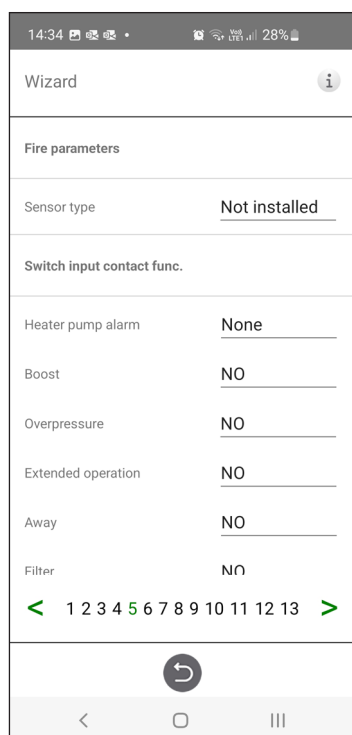 14:34 • Vo)) LTE1 28%
Wizard i
Fire parameters
Sensor type Not installed
Switch input contact func.
Heater pump alarm None
Boost NO
Overpressure NO
Extended operation NO
Away NO
Filter NO
< 1 2 3 4 5 6 7 8 9 10 11 12 13 >